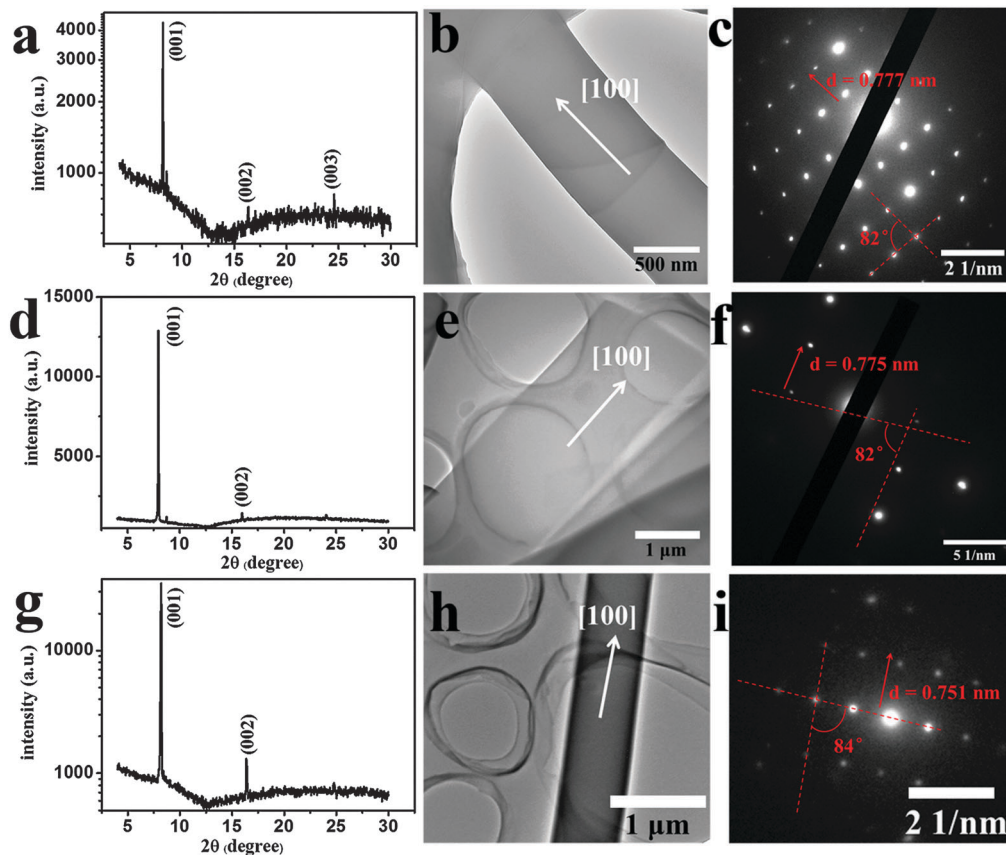 a
4000
3000
2000
1000
intensity (a.u.)
(001)
(002)
(003)
5 10 15 20 25 30
2θ (degree)
b
[100]
500 nm
c
d = 0.777 nm
82°
2 1/nm
d
15000
10000
5000
intensity (a.u.)
(001)
(002)
5 10 15 20 25 30
2θ (degree)
e
[100]
1 µm
f
d = 0.775 nm
82°
5 1/nm
g
10000
1000
intensity (a.u.)
(001)
(002)
5 10 15 20 25 30
2θ (degree)
h
[100]
1 µm
i
d = 0.751 nm
84°
2 1/nm